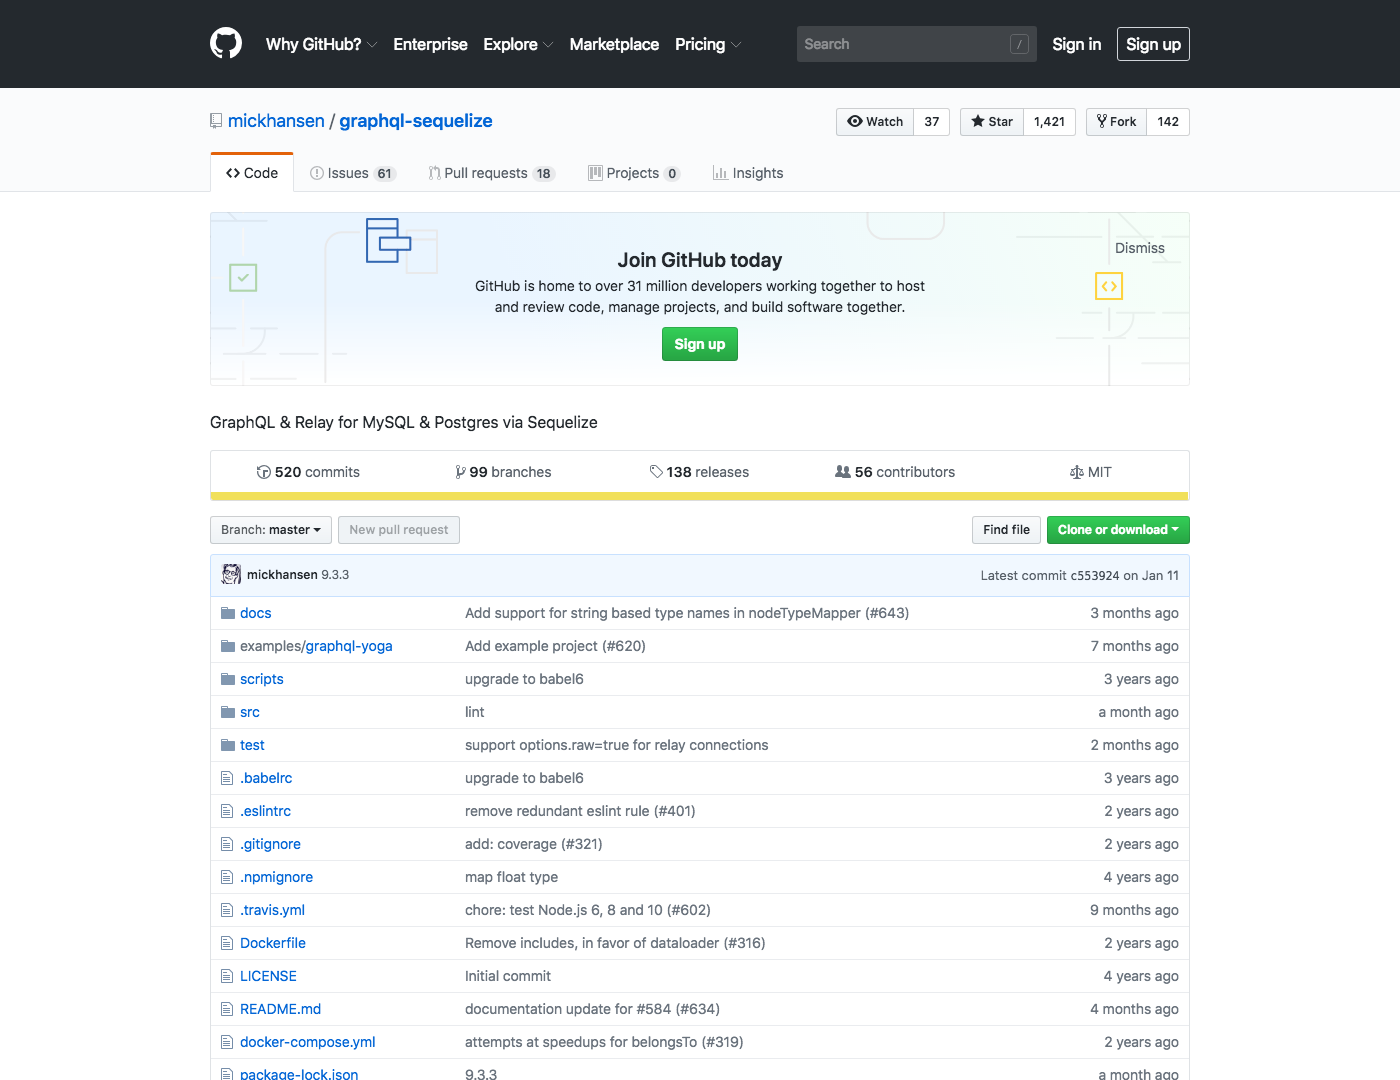 Why GitHub? Enterprise Explore Marketplace Pricing Search / Sign in Sign up
mickhansen / graphql-sequelize Watch 37 Star 1,421 Fork 142
Code Issues 61 Pull requests 18 Projects 0 Insights
Dismiss
Join GitHub today
GitHub is home to over 31 million developers working together to host
and review code, manage projects, and build software together.
Sign up
GraphQL & Relay for MySQL & Postgres via Sequelize
520 commits 99 branches 138 releases 56 contributors MIT
Branch: master New pull request Find file Clone or download
mickhansen 9.3.3 Latest commit c553924 on Jan 11
docs Add support for string based type names in nodeTypeMapper (#643) 3 months ago
examples/graphql-yoga Add example project (#620) 7 months ago
scripts upgrade to babel6 3 years ago
src lint a month ago
test support options.raw=true for relay connections 2 months ago
.babelrc upgrade to babel6 3 years ago
.eslintrc remove redundant eslint rule (#401) 2 years ago
.gitignore add: coverage (#321) 2 years ago
.npmignore map float type 4 years ago
.travis.yml chore: test Node.js 6, 8 and 10 (#602) 9 months ago
Dockerfile Remove includes, in favor of dataloader (#316) 2 years ago
LICENSE Initial commit 4 years ago
README.md documentation update for #584 (#634) 4 months ago
docker-compose.yml attempts at speedups for belongsTo (#319) 2 years ago
package-lock.json 9.3.3 a month ago